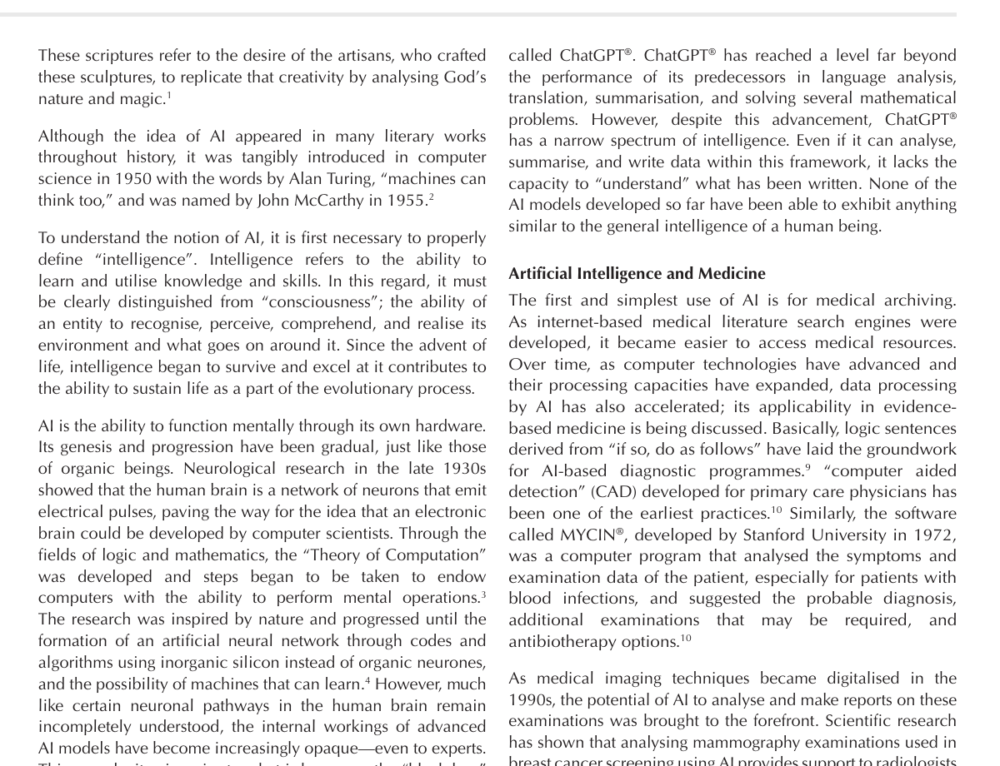 These scriptures refer to the desire of the artisans, who crafted
these sculptures, to replicate that creativity by analysing God’s
nature and magic.¹
Although the idea of AI appeared in many literary works
throughout history, it was tangibly introduced in computer
science in 1950 with the words by Alan Turing, “machines can
think too,” and was named by John McCarthy in 1955.²
To understand the notion of AI, it is first necessary to properly
define “intelligence”. Intelligence refers to the ability to
learn and utilise knowledge and skills. In this regard, it must
be clearly distinguished from “consciousness”; the ability of
an entity to recognise, perceive, comprehend, and realise its
environment and what goes on around it. Since the advent of
life, intelligence began to survive and excel at it contributes to
the ability to sustain life as a part of the evolutionary process.
AI is the ability to function mentally through its own hardware.
Its genesis and progression have been gradual, just like those
of organic beings. Neurological research in the late 1930s
showed that the human brain is a network of neurons that emit
electrical pulses, paving the way for the idea that an electronic
brain could be developed by computer scientists. Through the
fields of logic and mathematics, the “Theory of Computation”
was developed and steps began to be taken to endow
computers with the ability to perform mental operations.³
The research was inspired by nature and progressed until the
formation of an artificial neural network through codes and
algorithms using inorganic silicon instead of organic neurones,
and the possibility of machines that can learn.⁴ However, much
like certain neuronal pathways in the human brain remain
incompletely understood, the internal workings of advanced
AI models have become increasingly opaque—even to experts.
called ChatGPT®. ChatGPT® has reached a level far beyond
the performance of its predecessors in language analysis,
translation, summarisation, and solving several mathematical
problems. However, despite this advancement, ChatGPT®
has a narrow spectrum of intelligence. Even if it can analyse,
summarise, and write data within this framework, it lacks the
capacity to “understand” what has been written. None of the
AI models developed so far have been able to exhibit anything
similar to the general intelligence of a human being.
Artificial Intelligence and Medicine
The first and simplest use of AI is for medical archiving.
As internet-based medical literature search engines were
developed, it became easier to access medical resources.
Over time, as computer technologies have advanced and
their processing capacities have expanded, data processing
by AI has also accelerated; its applicability in evidence-
based medicine is being discussed. Basically, logic sentences
derived from “if so, do as follows” have laid the groundwork
for AI-based diagnostic programmes.⁹ “computer aided
detection” (CAD) developed for primary care physicians has
been one of the earliest practices.¹⁰ Similarly, the software
called MYCIN®, developed by Stanford University in 1972,
was a computer program that analysed the symptoms and
examination data of the patient, especially for patients with
blood infections, and suggested the probable diagnosis,
additional examinations that may be required, and
antibiotherapy options.¹⁰
As medical imaging techniques became digitalised in the
1990s, the potential of AI to analyse and make reports on these
examinations was brought to the forefront. Scientific research
has shown that analysing mammography examinations used in
breast cancer screening using AI provides support to radiologists